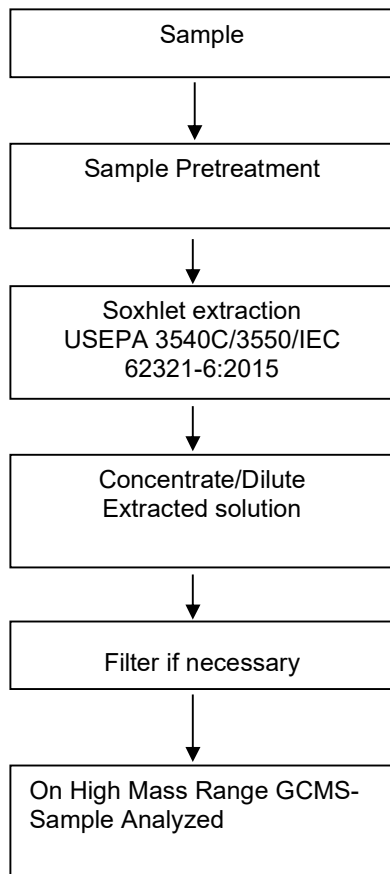 Sample
Sample Pretreatment
Soxhlet extraction
USEPA 3540C/3550/IEC
62321-6:2015
Concentrate/Dilute
Extracted solution
Filter if necessary
On High Mass Range GCMS-
Sample Analyzed